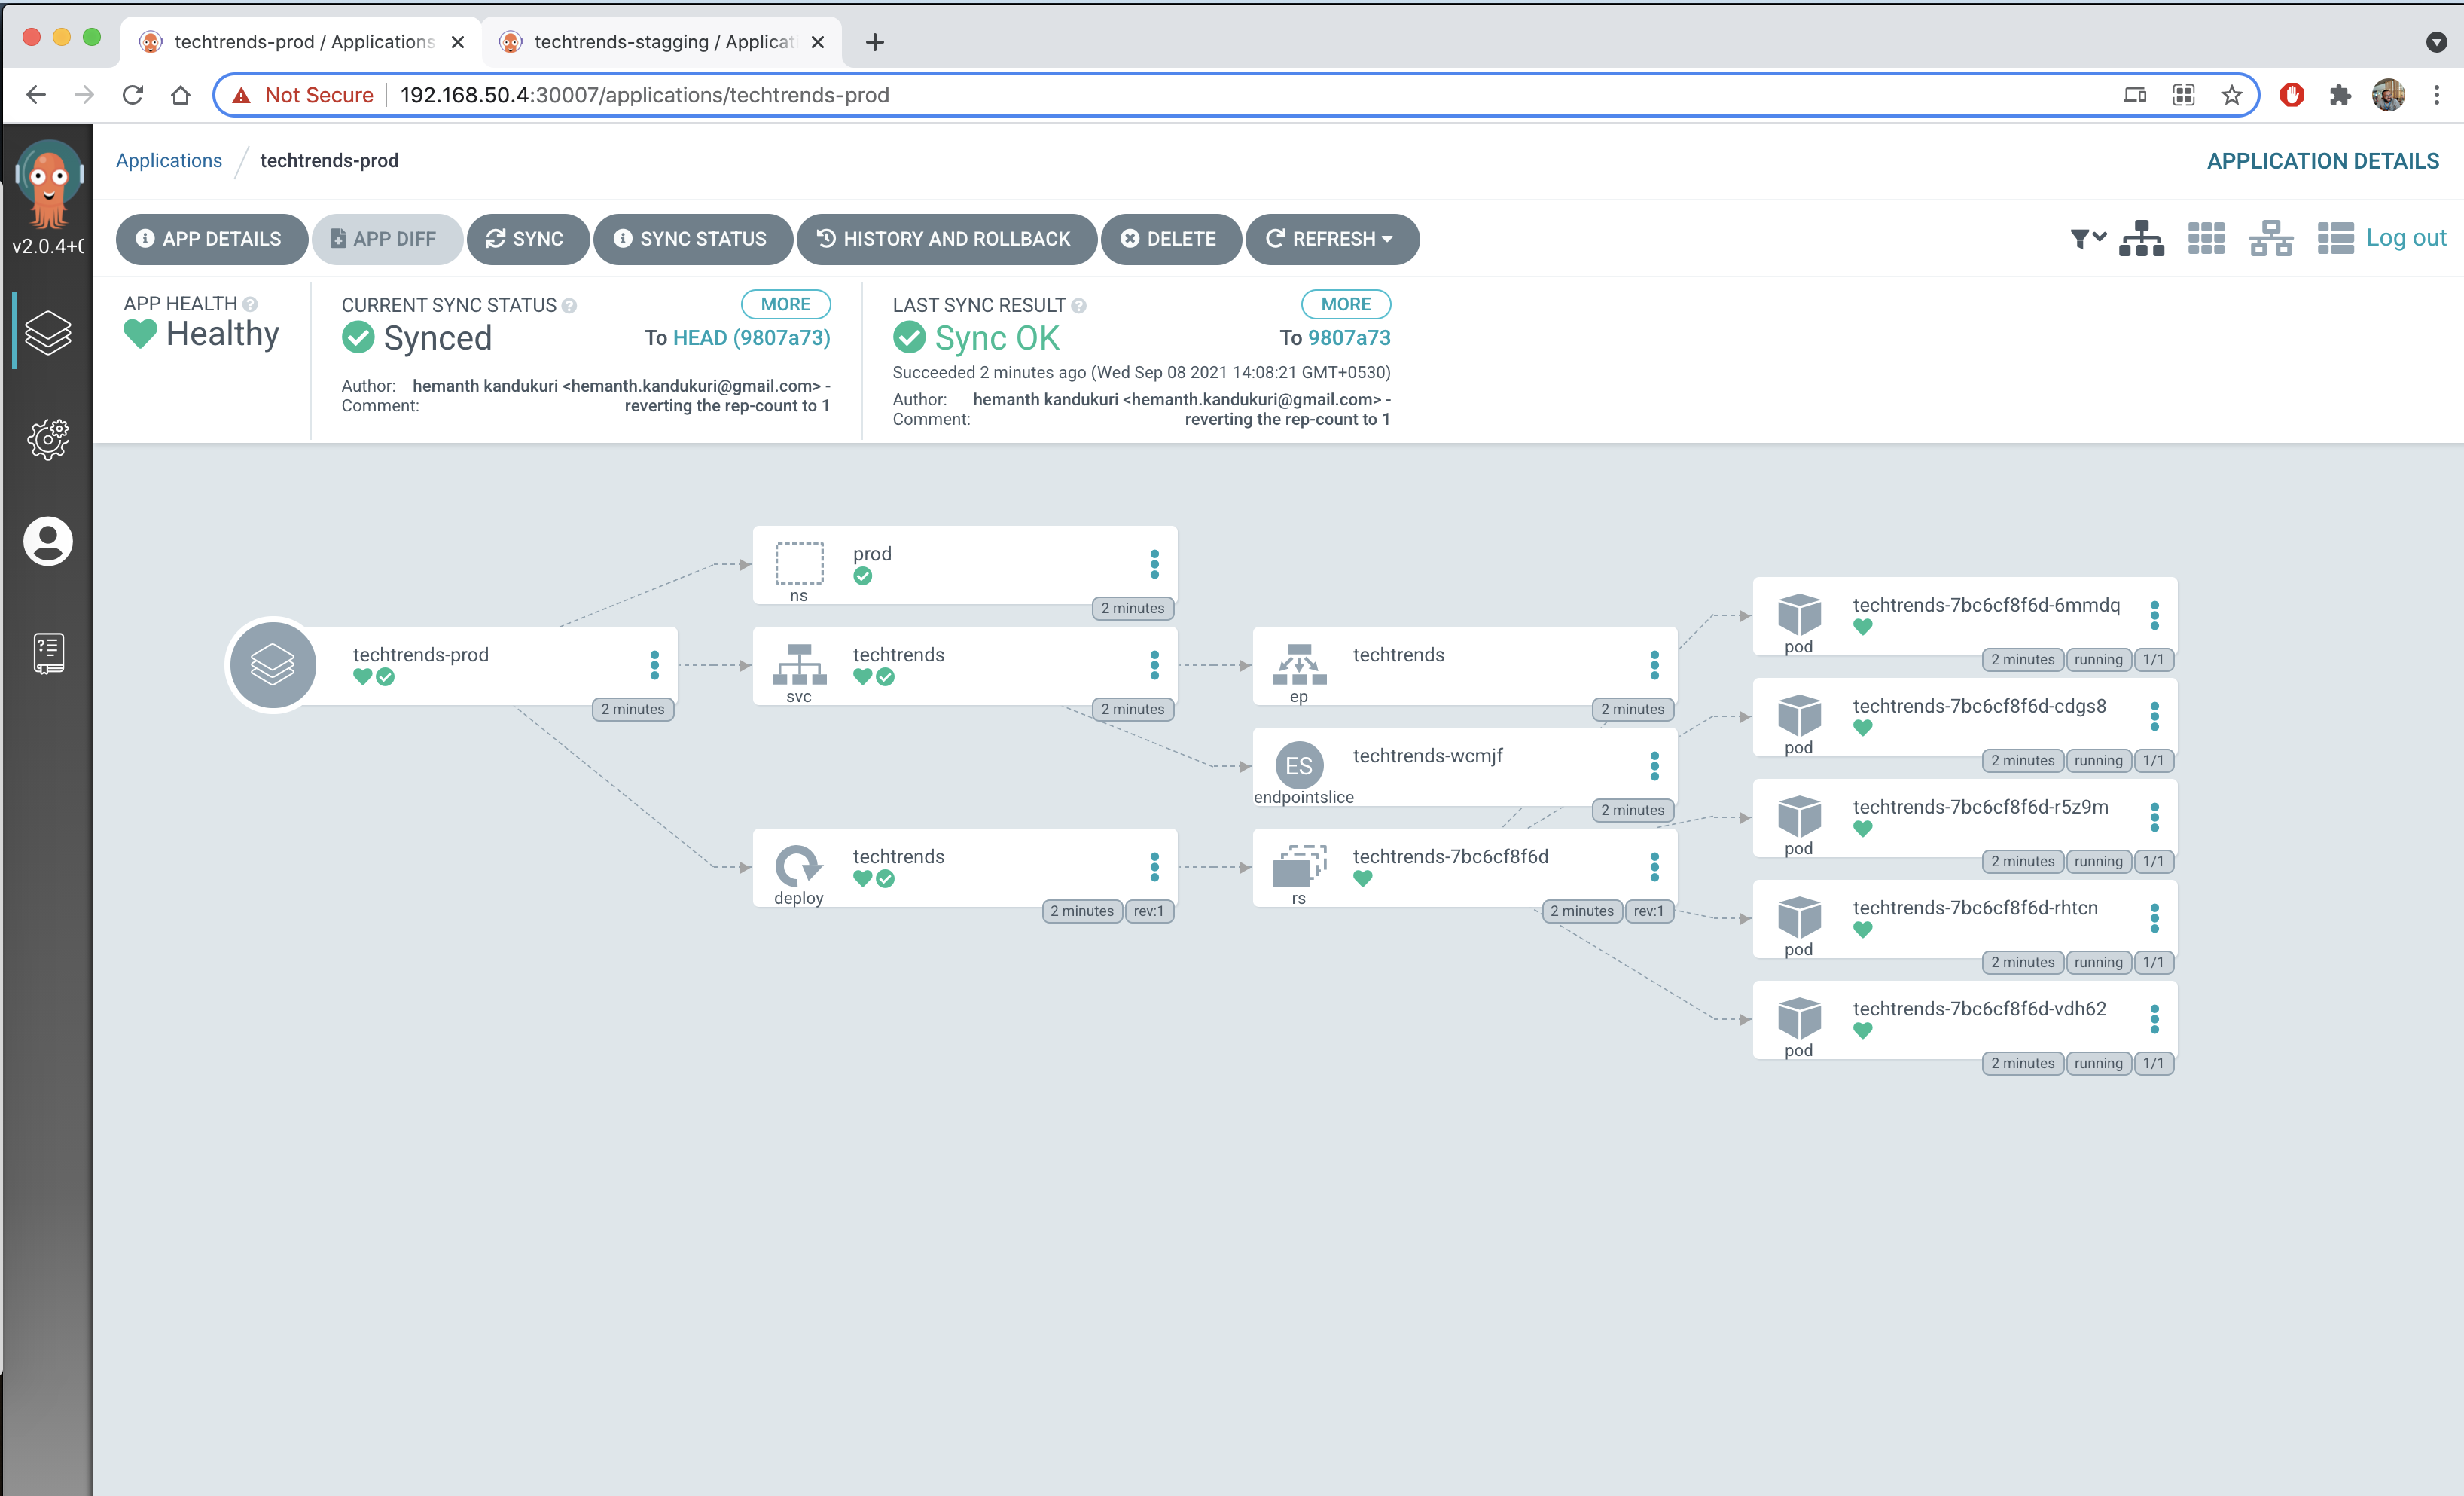 techtrends-prod / Applications
techtrends-stagging / Applicat
Not Secure | 192.168.50.4:30007/applications/techtrends-prod
Applications / techtrends-prod
APPLICATION DETAILS
v2.0.4+
APP DETAILS
APP DIFF
SYNC
SYNC STATUS
HISTORY AND ROLLBACK
DELETE
REFRESH
Log out
APP HEALTH
Healthy
CURRENT SYNC STATUS
MORE
Synced
To HEAD (9807a73)
Author: hemanth kandukuri <hemanth.kandukuri@gmail.com> -
Comment: reverting the rep-count to 1
LAST SYNC RESULT
MORE
Sync OK
To 9807a73
Succeeded 2 minutes ago (Wed Sep 08 2021 14:08:21 GMT+0530)
Author: hemanth kandukuri <hemanth.kandukuri@gmail.com> -
Comment: reverting the rep-count to 1
techtrends-prod
2 minutes
prod
ns
2 minutes
techtrends
svc
2 minutes
techtrends
deploy
2 minutes rev:1
techtrends
ep
2 minutes
ES
techtrends-wcmjf
endpointslice
2 minutes
techtrends-7bc6cf8f6d
rs
2 minutes rev:1
techtrends-7bc6cf8f6d-6mmdq
pod
2 minutes running 1/1
techtrends-7bc6cf8f6d-cdgs8
pod
2 minutes running 1/1
techtrends-7bc6cf8f6d-r5z9m
pod
2 minutes running 1/1
techtrends-7bc6cf8f6d-rhtcn
pod
2 minutes running 1/1
techtrends-7bc6cf8f6d-vdh62
pod
2 minutes running 1/1